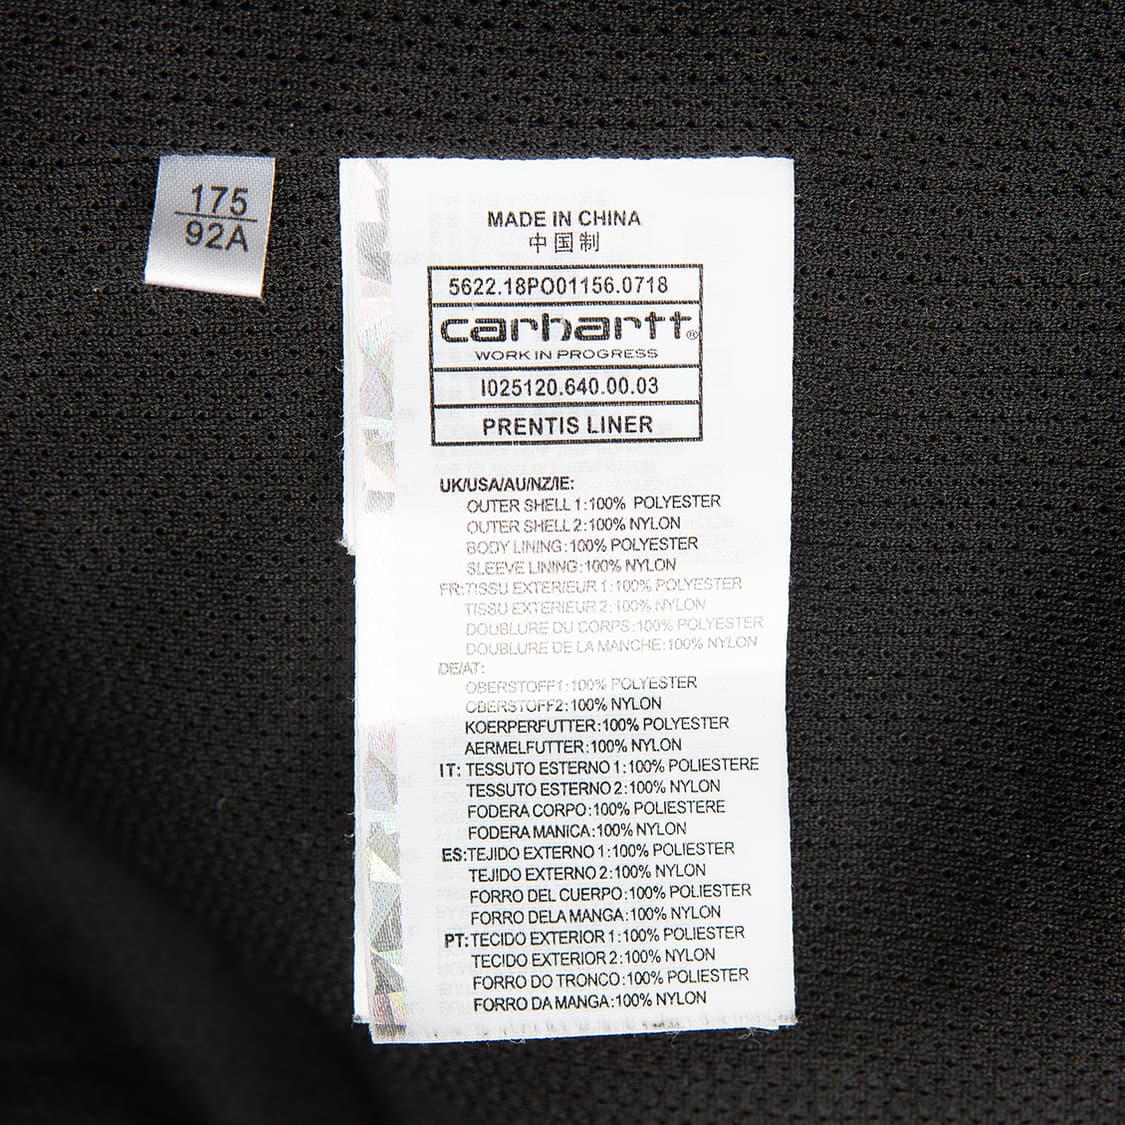 175
92A
MADE IN CHINA
中国制
5622.18PO01156.0718
carhartt®
WORK IN PROGRESS
I025120.640.00.03
PRENTIS LINER
UK/USA/AU/NZ/IE:
OUTER SHELL 1:100% POLYESTER
OUTER SHELL 2:100% NYLON
BODY LINING:100% POLYESTER
SLEEVE LINING:100% NYLON
FR:TISSU EXTERIEUR 1:100% POLYESTER
TISSU EXTERIEUR 2:100% NYLON
DOUBLURE DU CORPS:100% POLYESTER
DOUBLURE DE LA MANCHE:100% NYLON
DE/AT:
OBERSTOFF1:100% POLYESTER
OBERSTOFF2:100% NYLON
KOERPERFUTTER:100% POLYESTER
AERMELFUTTER:100% NYLON
IT: TESSUTO ESTERNO 1:100% POLIESTERE
TESSUTO ESTERNO 2:100% NYLON
FODERA CORPO:100% POLIESTERE
FODERA MANICA:100% NYLON
ES:TEJIDO EXTERNO 1:100% POLIESTER
TEJIDO EXTERNO 2:100% NYLON
FORRO DEL CUERPO:100% POLIESTER
FORRO DELA MANGA:100% NYLON
PT:TECIDO EXTERIOR 1:100% POLIESTER
TECIDO EXTERIOR 2:100% NYLON
FORRO DO TRONCO:100% POLIESTER
FORRO DA MANGA:100% NYLON